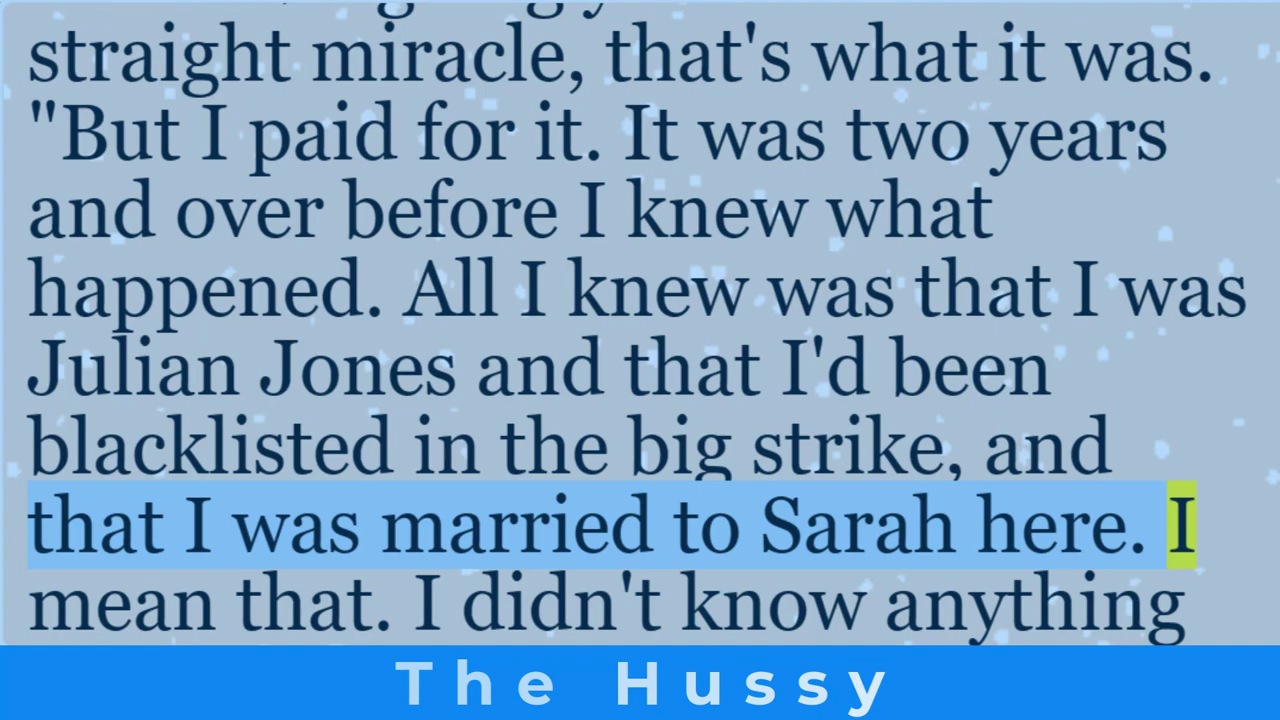 straight miracle, that's what it was.
"But I paid for it. It was two years
and over before I knew what
happened. All I knew was that I was
Julian Jones and that I'd been
blacklisted in the big strike, and
that I was married to Sarah here. I
mean that. I didn't know anything
The Hussy